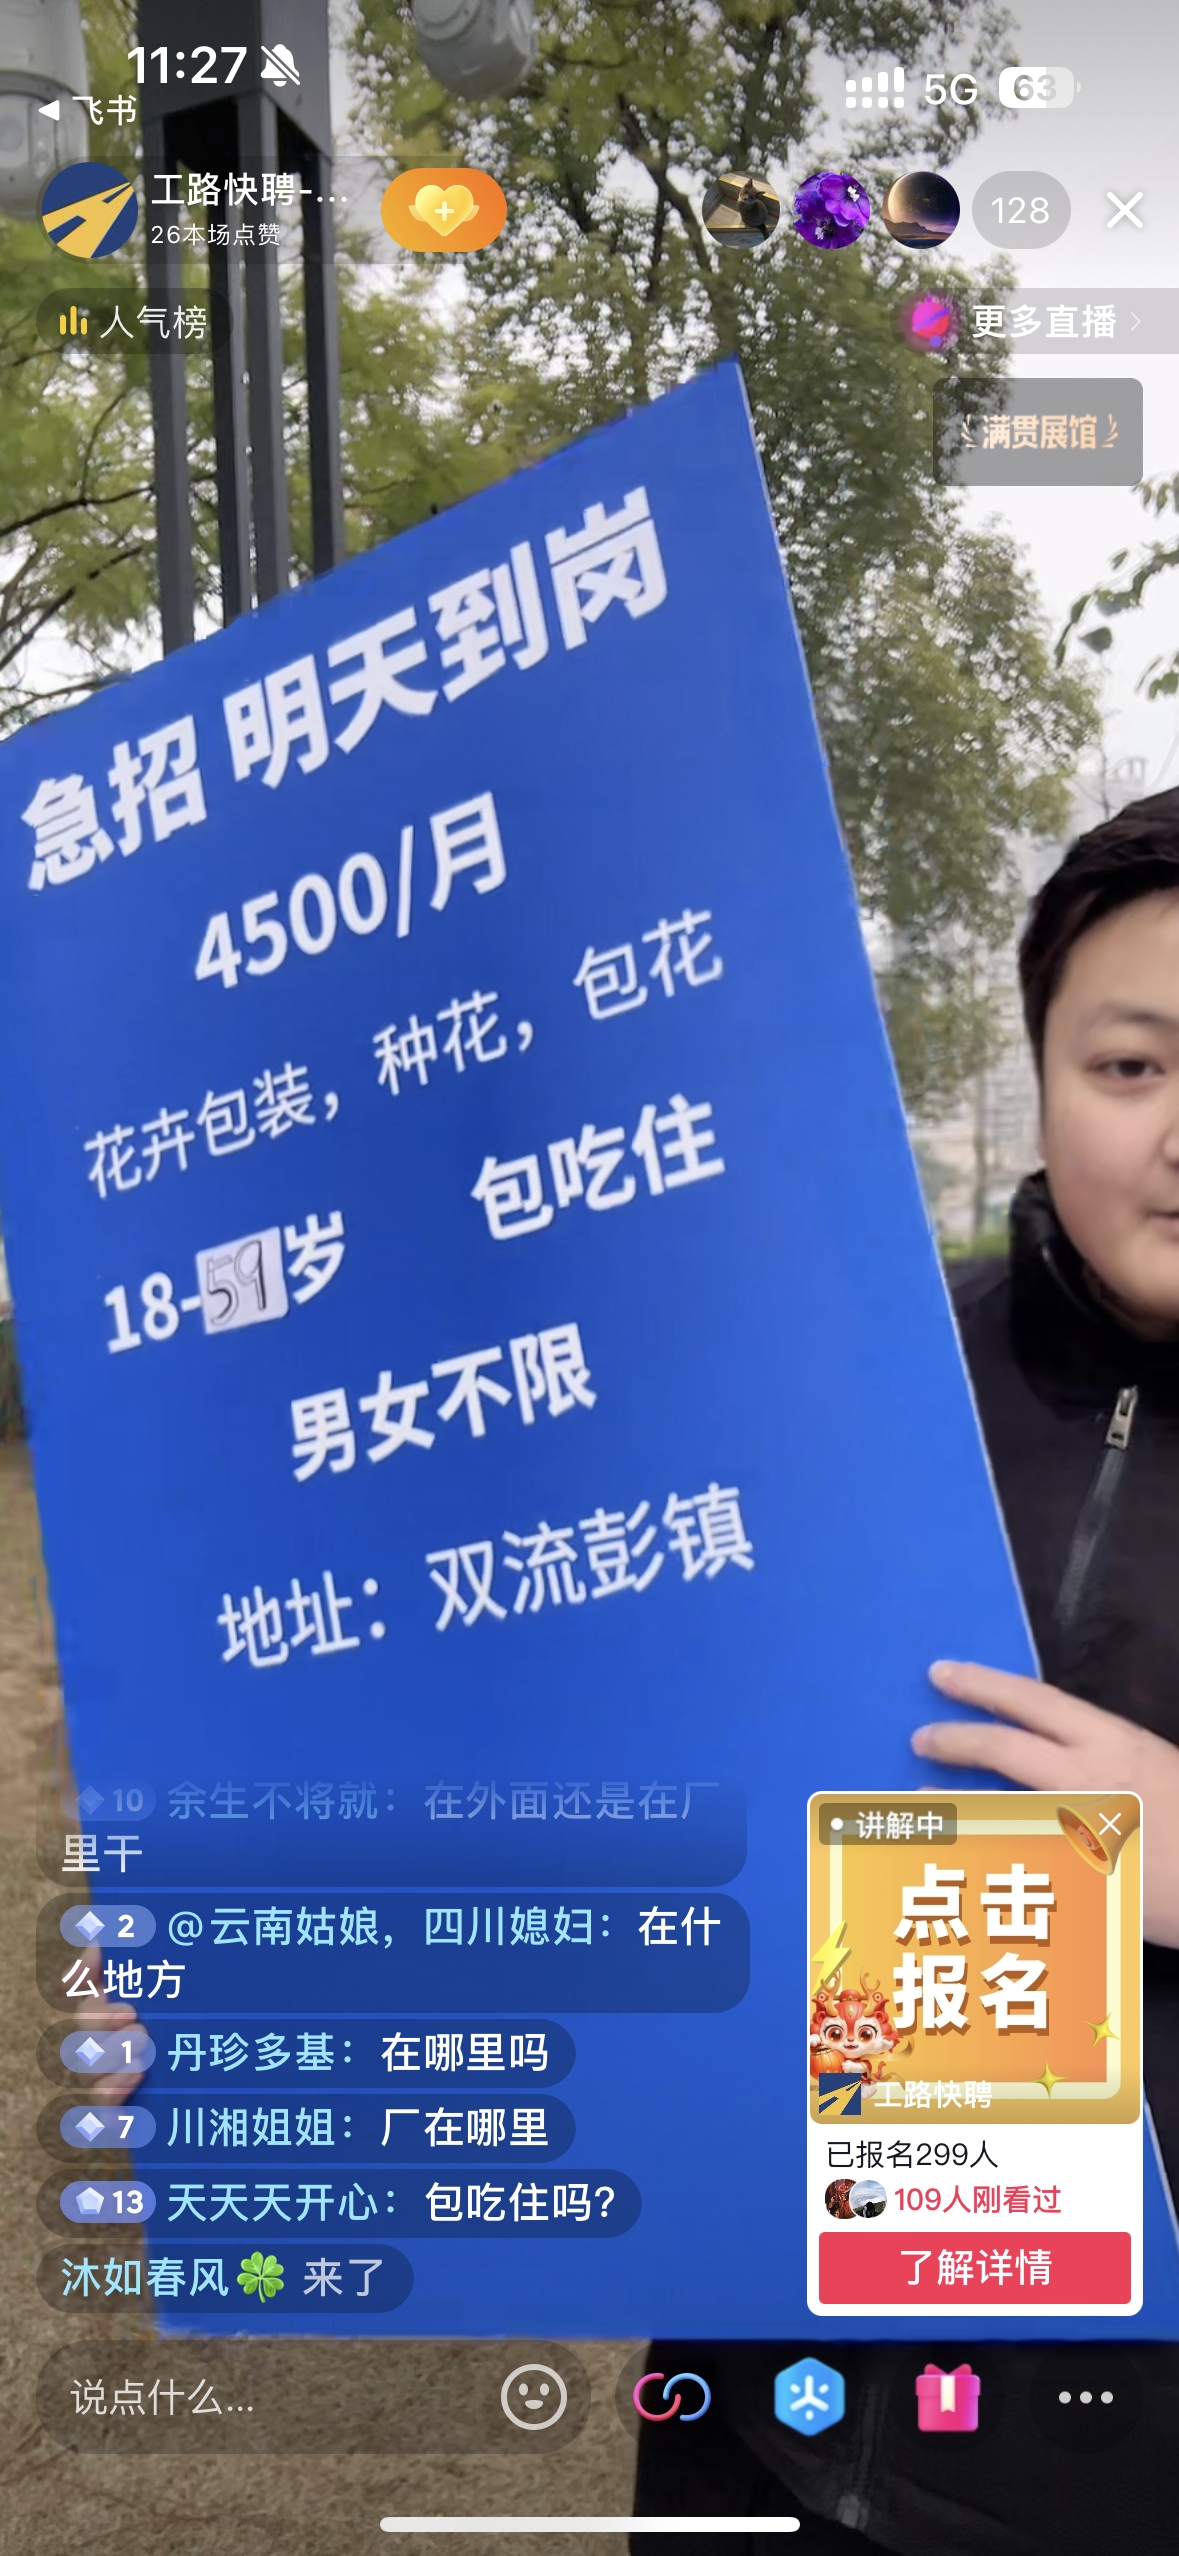 11:27
5G
63
飞书
工路快聘-...
26本场点赞
128
人气榜
更多直播
满贯展馆
急招 明天到岗
4500/月
花卉包装，种花，包花
18-59岁 包吃住
男女不限
地址：双流彭镇
10 余生不将就：在外面还是在厂
里干
2 @云南姑娘，四川媳妇：在什
么地方
1 丹珍多基：在哪里吗
7 川湘姐姐：厂在哪里
13 天天天开心：包吃住吗?
沐如春风🍀 来了
讲解中
点击
报名
工路快聘
已报名299人
109人刚看过
了解详情
说点什么...